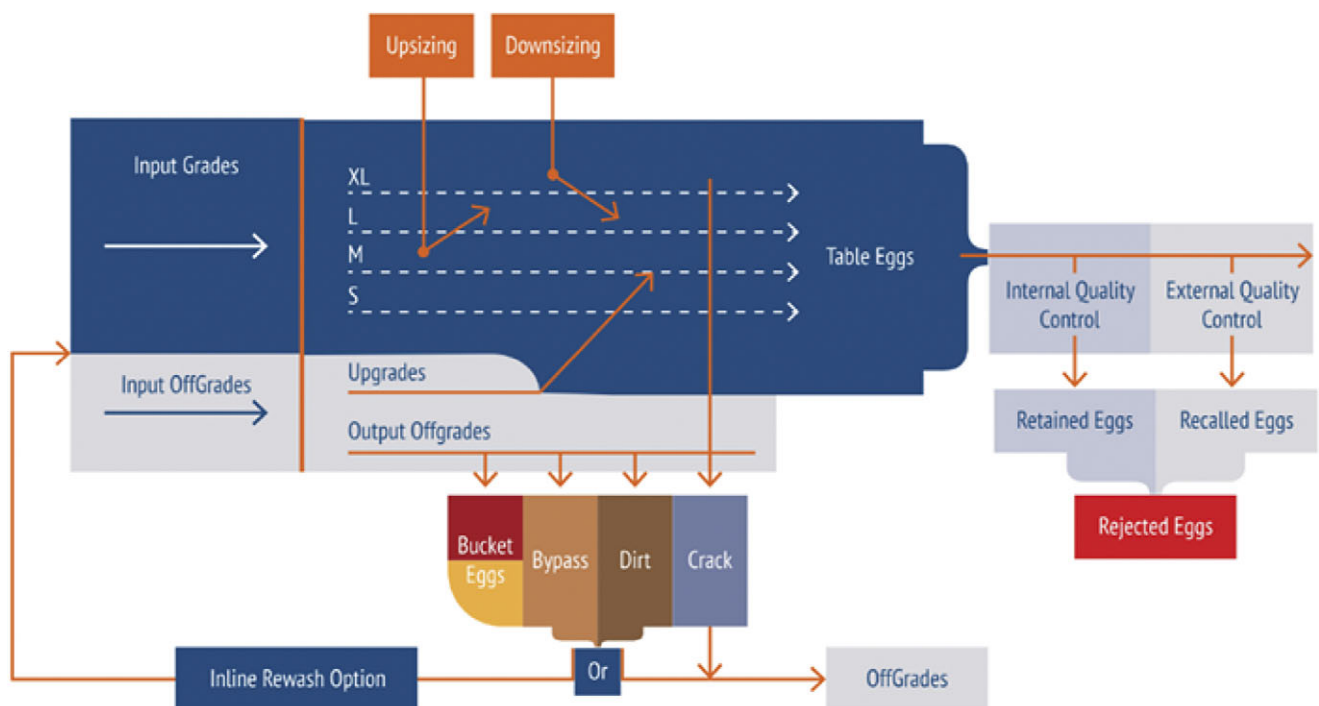 Upsizing
Downsizing
Input Grades
XL
L
M
S
Table Eggs
Internal Quality
Control
External Quality
Control
Input OffGrades
Upgrades
Output Offgrades
Retained Eggs
Recalled Eggs
Rejected Eggs
Bucket
Eggs
Bypass
Dirt
Crack
Inline Rewash Option
Or
OffGrades